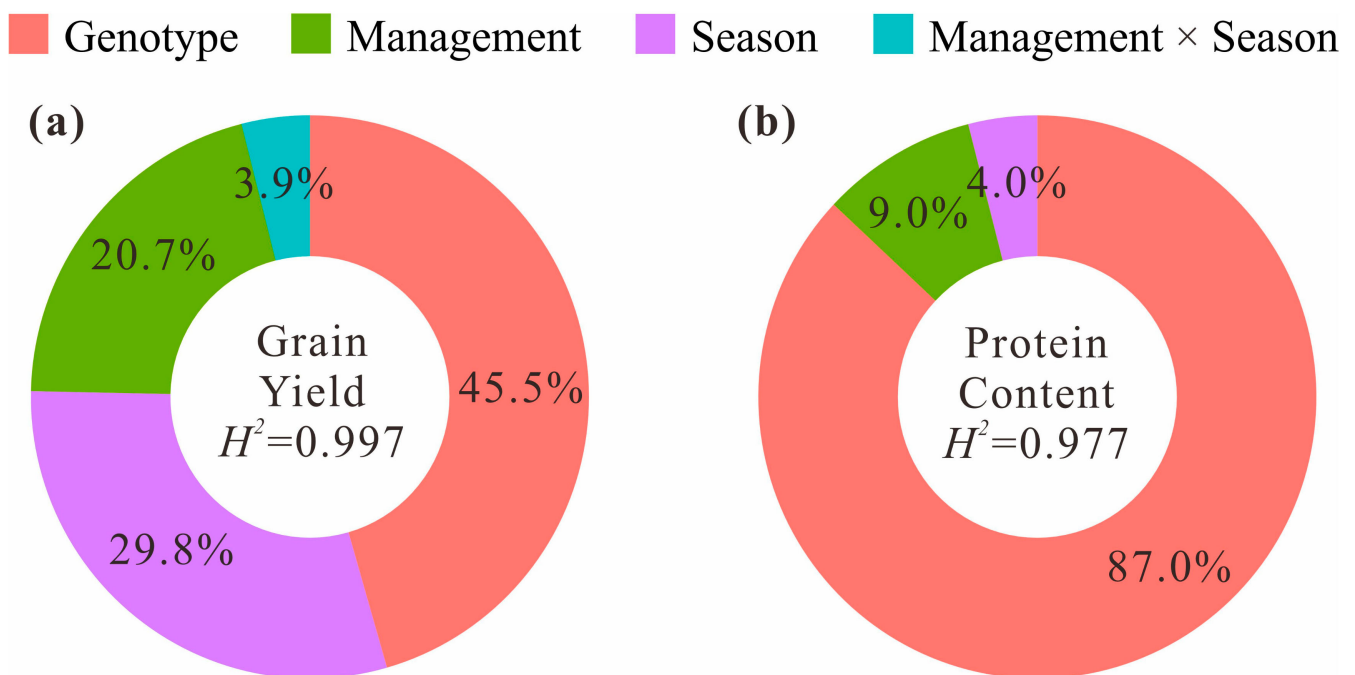 Genotype Management Season Management × Season
(a)
3.9%
20.7%
45.5%
29.8%
Grain
Yield
H²=0.997
(b)
4.0%
9.0%
87.0%
Protein
Content
H²=0.977